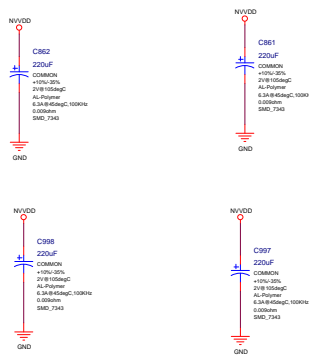 NVVDD
C862
220uF
COMMON
+10%/-35%
2V@105degC
AL-Polymer
6.3A@45degC,100KHz
0.009ohm
SMD_7343
GND
NVVDD
C861
220uF
COMMON
+10%/-35%
2V@105degC
AL-Polymer
6.3A@45degC,100KHz
0.009ohm
SMD_7343
GND
NVVDD
C998
220uF
COMMON
+10%/-35%
2V@105degC
AL-Polymer
6.3A@45degC,100KHz
0.009ohm
SMD_7343
GND
NVVDD
C997
220uF
COMMON
+10%/-35%
2V@105degC
AL-Polymer
6.3A@45degC,100KHz
0.009ohm
SMD_7343
GND